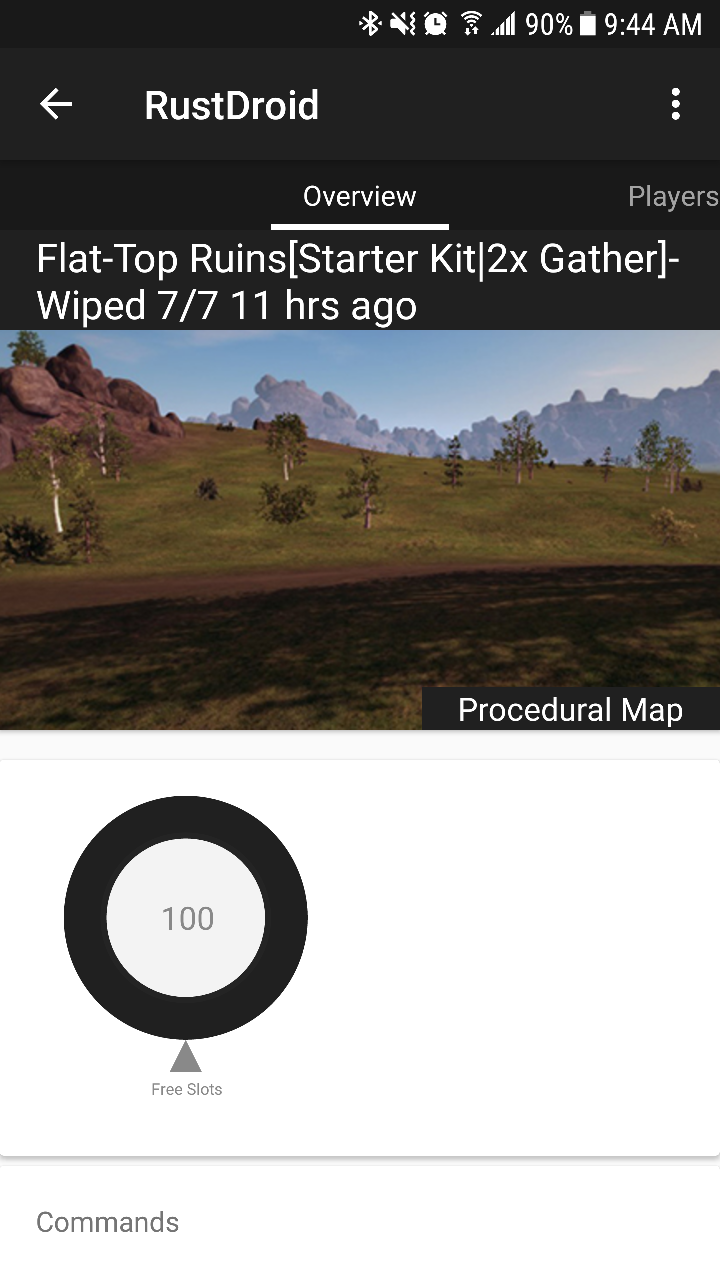 90% 9:44 AM
RustDroid
Overview Players
Flat-Top Ruins[Starter Kit|2x Gather]-
Wiped 7/7 11 hrs ago
Procedural Map
100
Free Slots
Commands